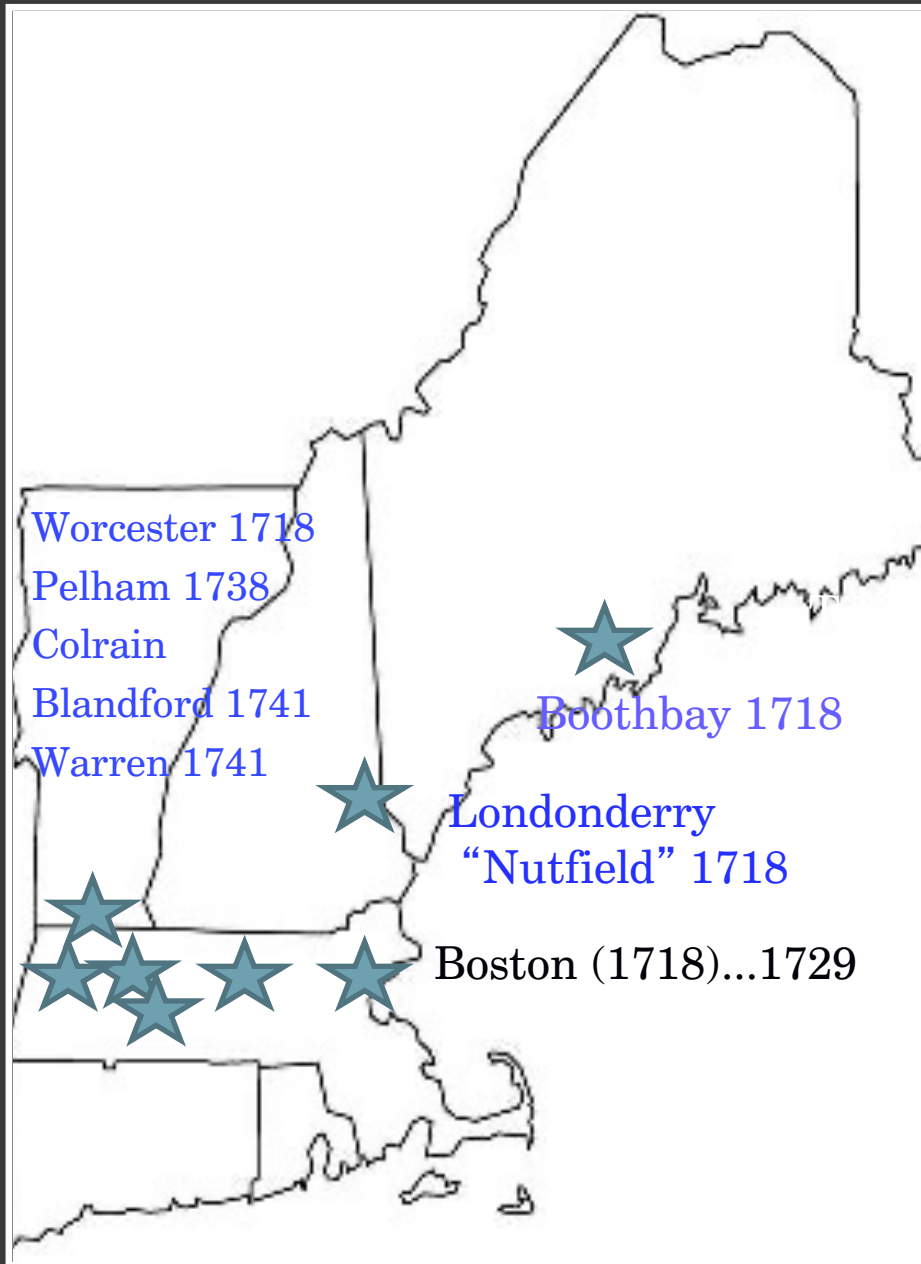 Worcester 1718
Pelham 1738
Colrain
Blandford 1741
Warren 1741
Boothbay 1718
Londonderry
“Nutfield” 1718
Boston (1718)...1729